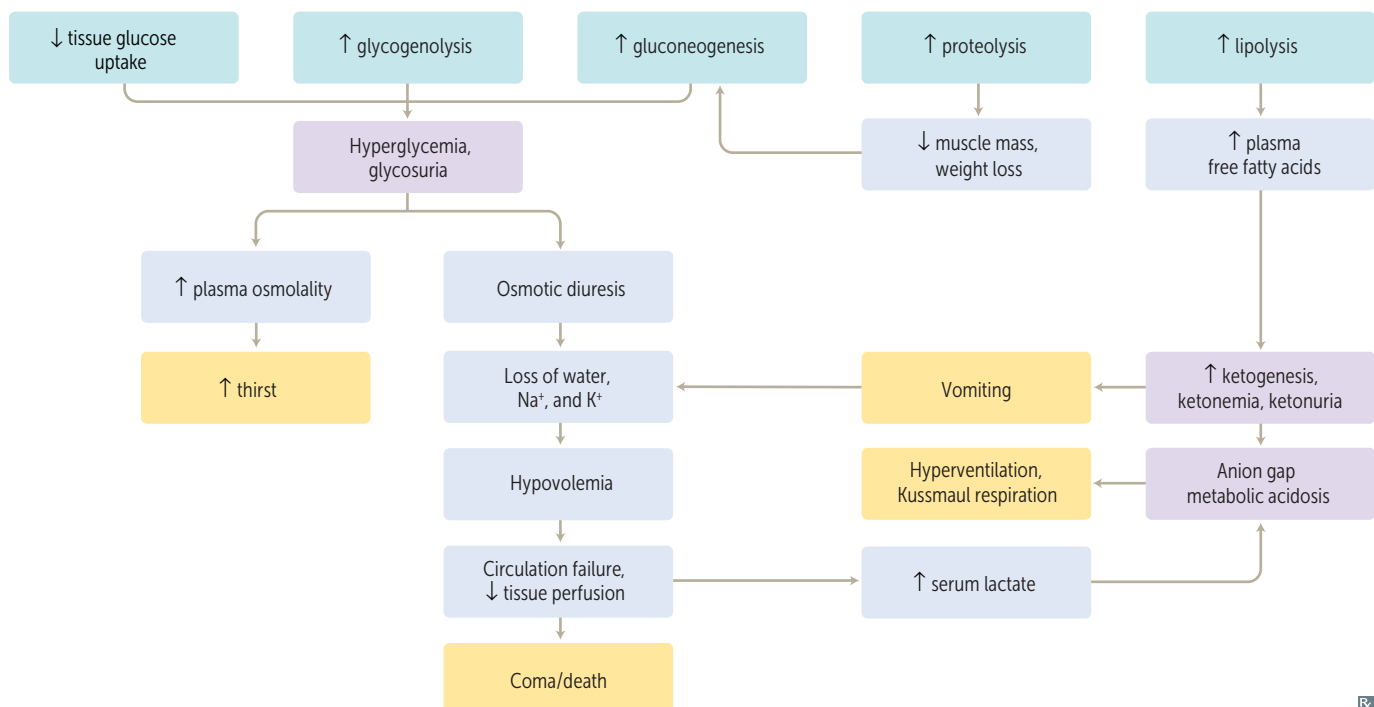 ↓ tissue glucose
uptake
↑ glycogenolysis
↑ gluconeogenesis
↑ proteolysis
↑ lipolysis
Hyperglycemia,
glycosuria
↓ muscle mass,
weight loss
↑ plasma
free fatty acids
↑ plasma osmolality
Osmotic diuresis
↑ thirst
Loss of water,
Na⁺, and K⁺
Vomiting
↑ ketogenesis,
ketonemia, ketonuria
Hypovolemia
Hyperventilation,
Kussmaul respiration
Anion gap
metabolic acidosis
Circulation failure,
↓ tissue perfusion
↑ serum lactate
Coma/death
℞